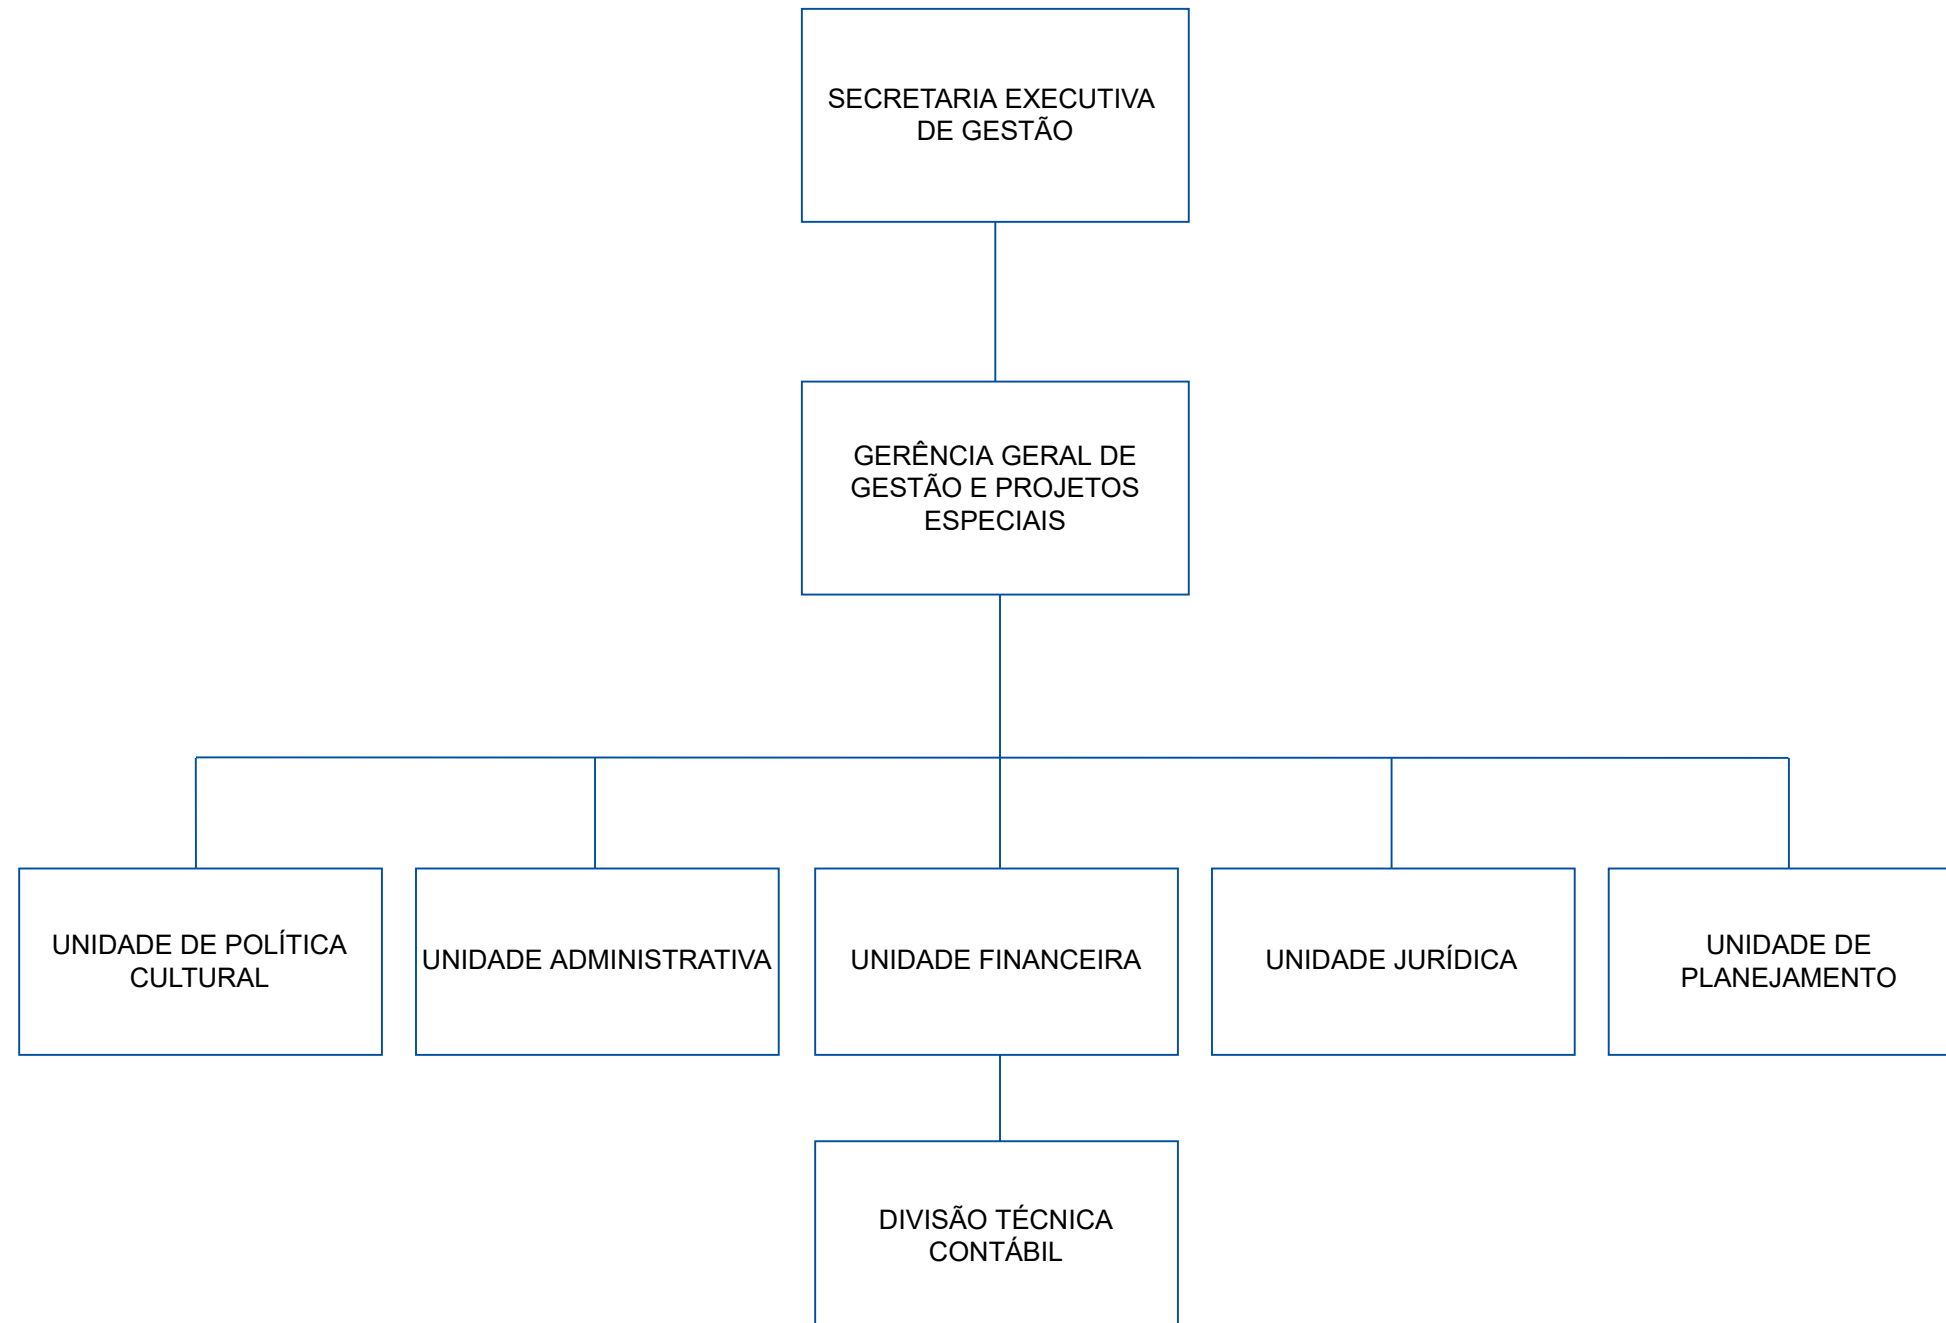 SECRETARIA EXECUTIVA
DE GESTÃO
GERÊNCIA GERAL DE
GESTÃO E PROJETOS
ESPECIAIS
UNIDADE DE POLÍTICA
CULTURAL
UNIDADE ADMINISTRATIVA
UNIDADE FINANCEIRA
UNIDADE JURÍDICA
UNIDADE DE
PLANEJAMENTO
DIVISÃO TÉCNICA
CONTÁBIL